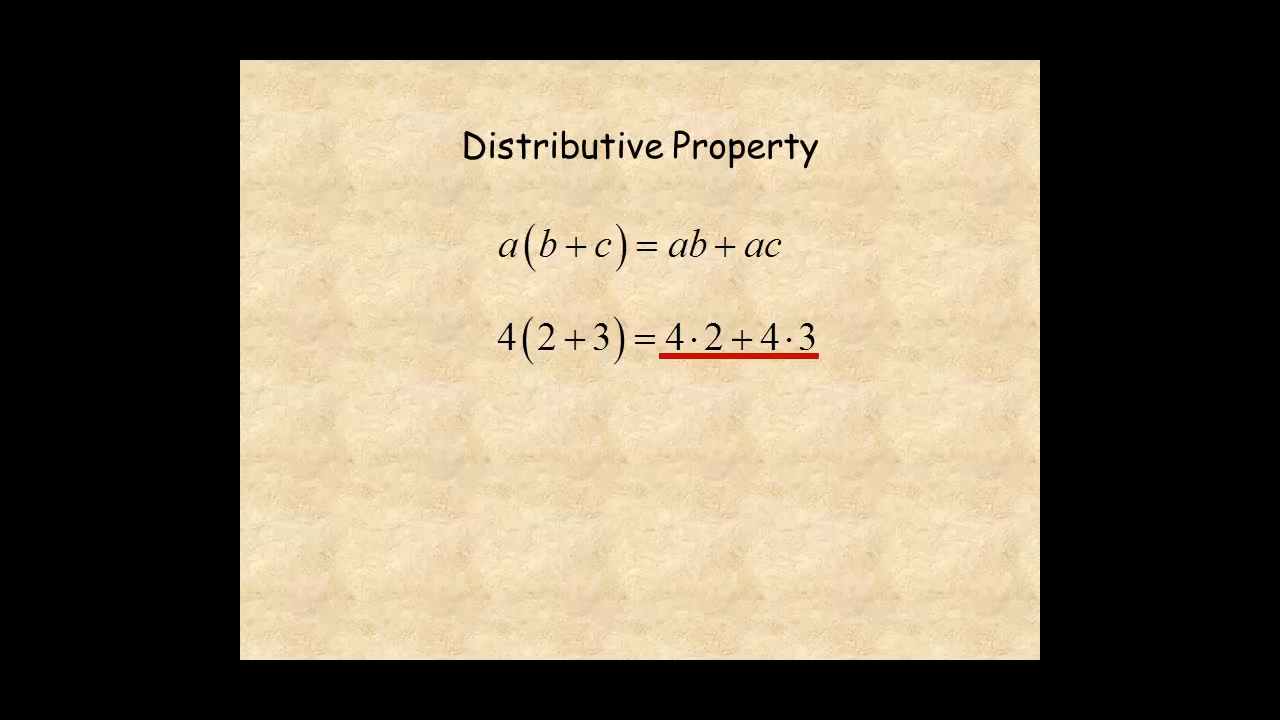 Distributive Property
a(b + c) = ab + ac
4(2 + 3) = 4 · 2 + 4 · 3